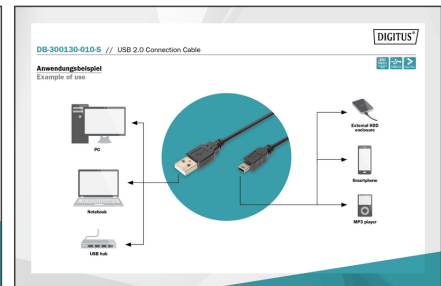 DIGITUS®
DB-300130-010-S // USB 2.0 Connection Cable
Anwendungsbeispiel
Example of use
PC
Notebook
USB hub
External HDD
enclosure
Smartphone
MP3 player